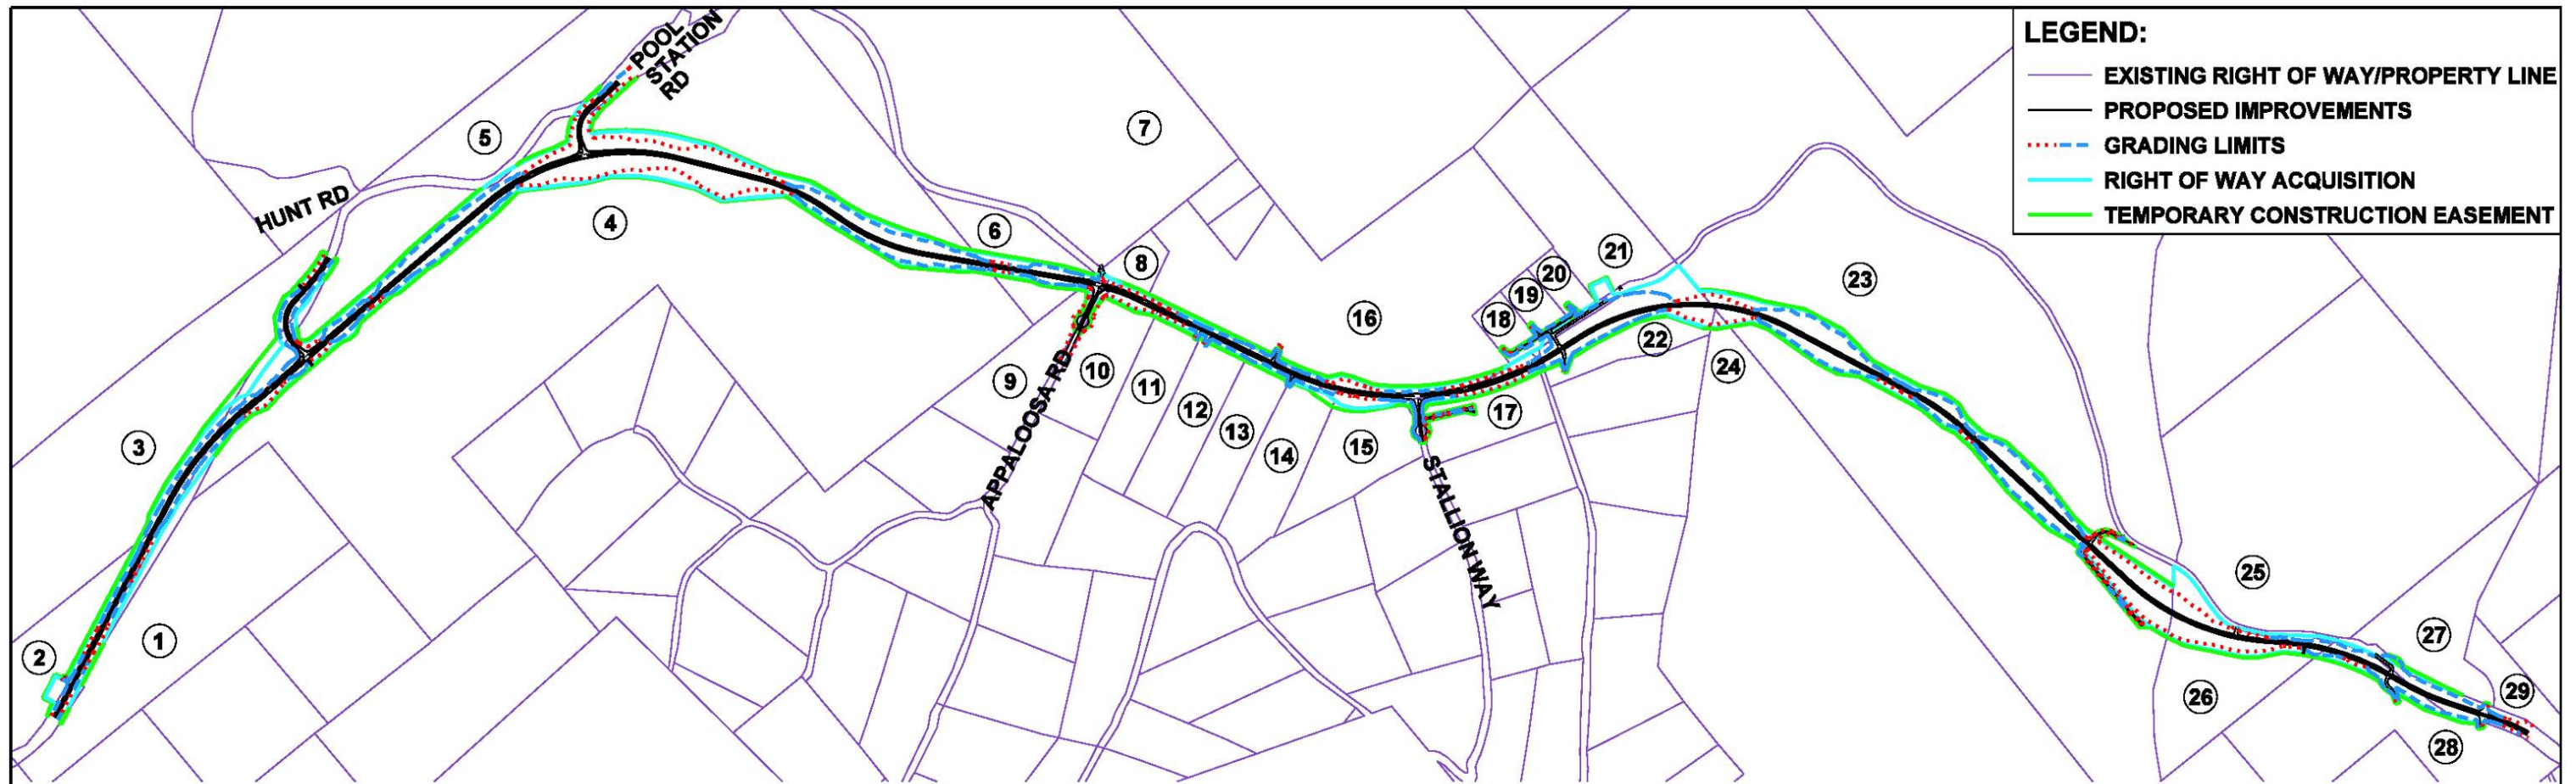 LEGEND:
EXISTING RIGHT OF WAY/PROPERTY LINE
PROPOSED IMPROVEMENTS
GRADING LIMITS
RIGHT OF WAY ACQUISITION
TEMPORARY CONSTRUCTION EASEMENT
POOL
STATION
RD
HUNT RD
APPALOOSA RD
STALLION WAY
1
2
3
4
5
6
7
8
9
10
11
12
13
14
15
16
17
18
19
20
21
22
23
24
25
26
27
28
29